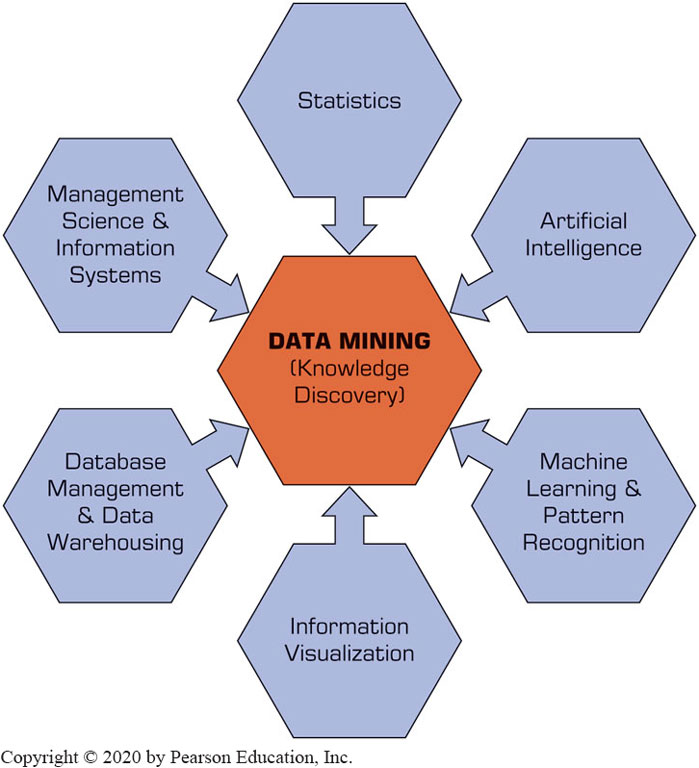 Statistics
Management
Science &
Information
Systems
Artificial
Intelligence
DATA MINING
(Knowledge
Discovery)
Database
Management
& Data
Warehousing
Machine
Learning &
Pattern
Recognition
Information
Visualization
Copyright © 2020 by Pearson Education, Inc.